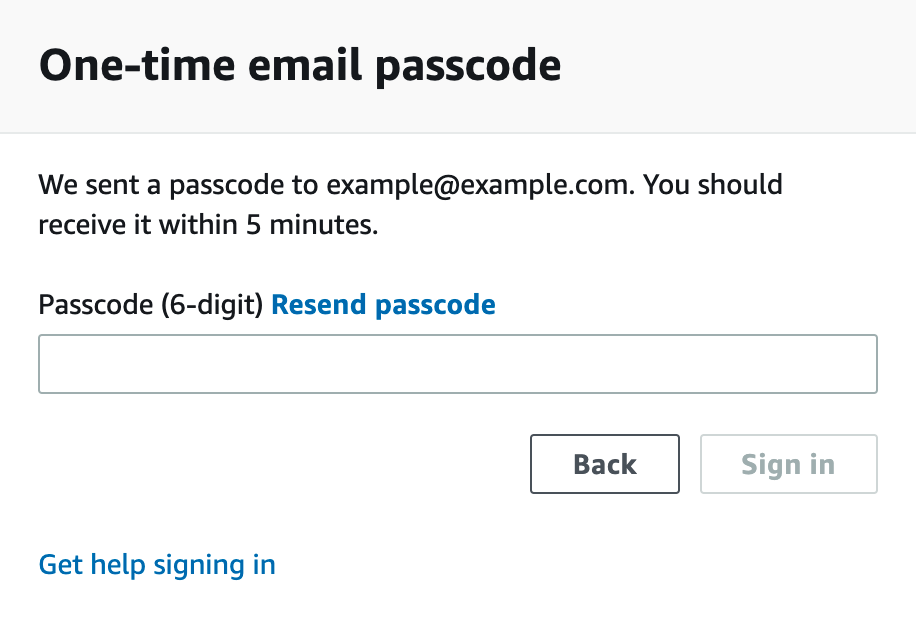 One-time email passcode
We sent a passcode to example@example.com. You should
receive it within 5 minutes.
Passcode (6-digit) Resend passcode
Back Sign in
Get help signing in